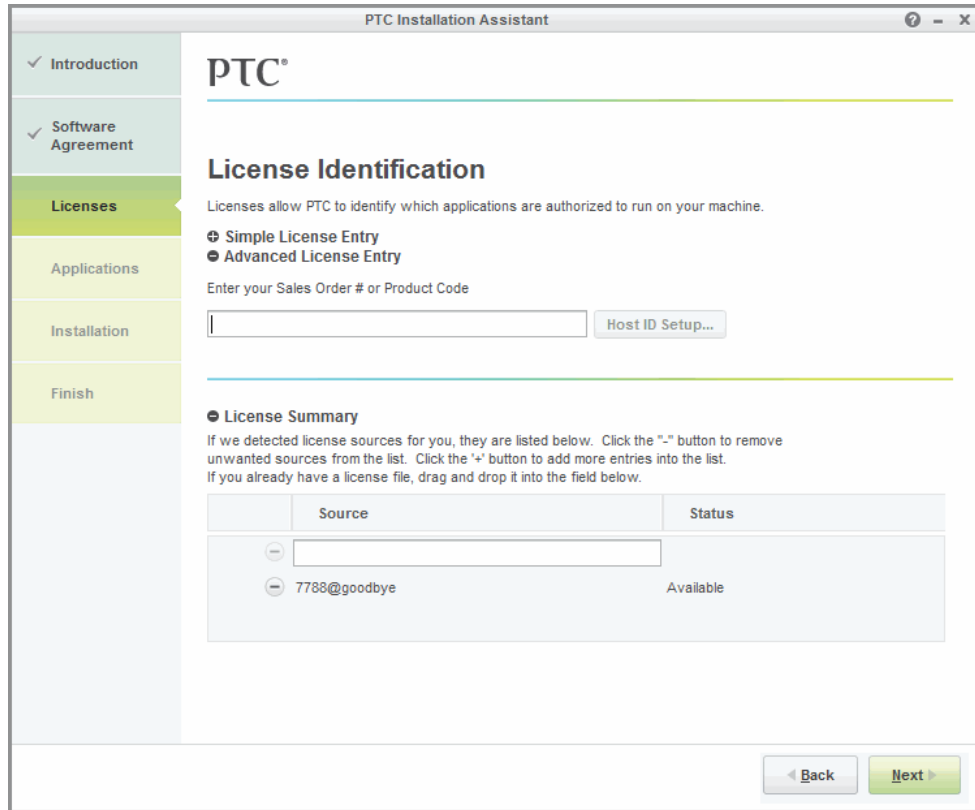 PTC Installation Assistant
Introduction
Software
Agreement
Licenses
Applications
Installation
Finish
PTC®
License Identification
Licenses allow PTC to identify which applications are authorized to run on your machine.
Simple License Entry
Advanced License Entry
Enter your Sales Order # or Product Code
Host ID Setup...
License Summary
If we detected license sources for you, they are listed below. Click the "-" button to remove
unwanted sources from the list. Click the '+' button to add more entries into the list.
If you already have a license file, drag and drop it into the field below.
Source Status
7788@goodbye Available
Back Next